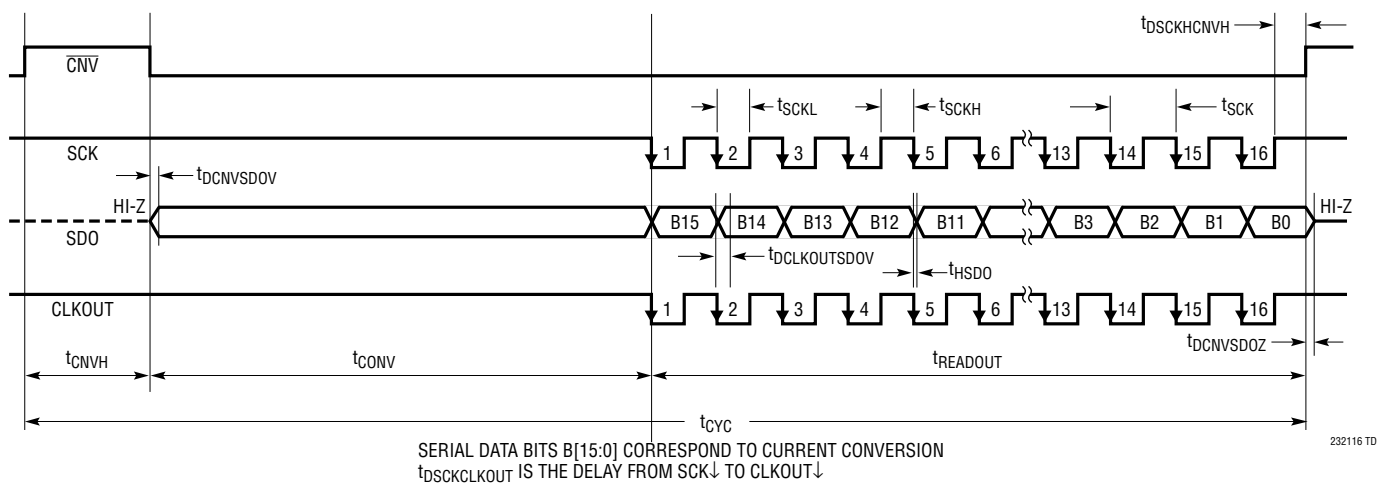 tDSCKHCNVH
CNV
tSCKL
tSCKH
tSCK
SCK
1 2 3 4 5 6 13 14 15 16
tDCNVSDOV
HI-Z
HI-Z
SDO
B15 B14 B13 B12 B11 B3 B2 B1 B0
tDCLKOUTSDOV
tHSDO
CLKOUT
1 2 3 4 5 6 13 14 15 16
tDCNVSDOZ
tCNVH
tCONV
tREADOUT
tCYC
SERIAL DATA BITS B[15:0] CORRESPOND TO CURRENT CONVERSION
tDSCKCLKOUT IS THE DELAY FROM SCK↓ TO CLKOUT↓
232116 TD